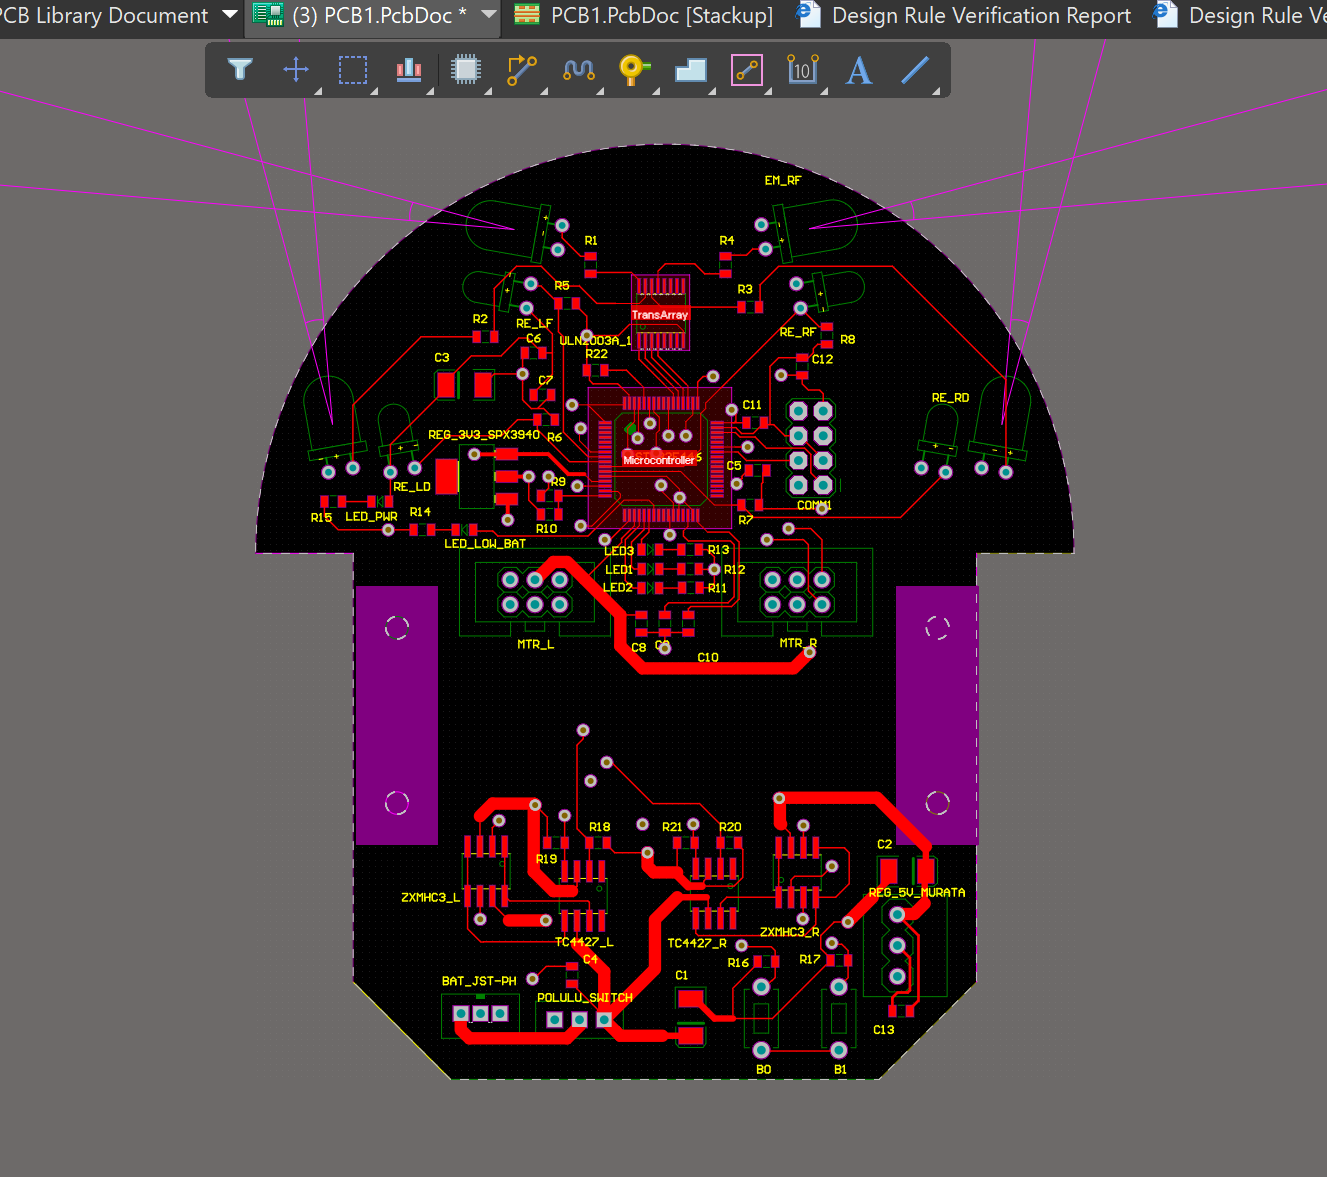 PCB Library Document
(3) PCB1.PcbDoc *
PCB1.PcbDoc [Stackup]
Design Rule Verification Report
Design Rule Ve
10
A
EM_RF
R1
R4
R5
R3
TransArray
R2
RE_LF
RE_RF
R8
C6
ULN2003A_1
R22
C3
C12
C7
RE_RD
C11
R6
REG_3V3_SPX3940
Microcontroller
C5
R9
RE_LD
COMM1
R15
LED_PWR
R14
R10
R7
LED_LOW_BAT
LED3
R13
LED1
R12
LED2
R11
MTR_L
C8
MTR_R
C10
R18
R21
R20
R19
C2
ZXMHC3_L
REG_5V_MURATA
TC4427_L
TC4427_R
ZXMHC3_R
C4
R16
R17
BAT_JST-PH
C1
POLULU_SWITCH
C13
B0
B1